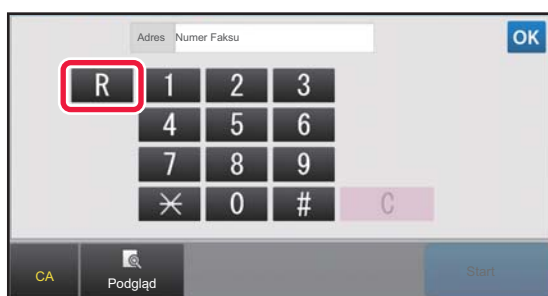 Adres Numer Faksu OK
R 1 2 3
4 5 6
7 8 9
* 0 # C
CA Podgląd Start